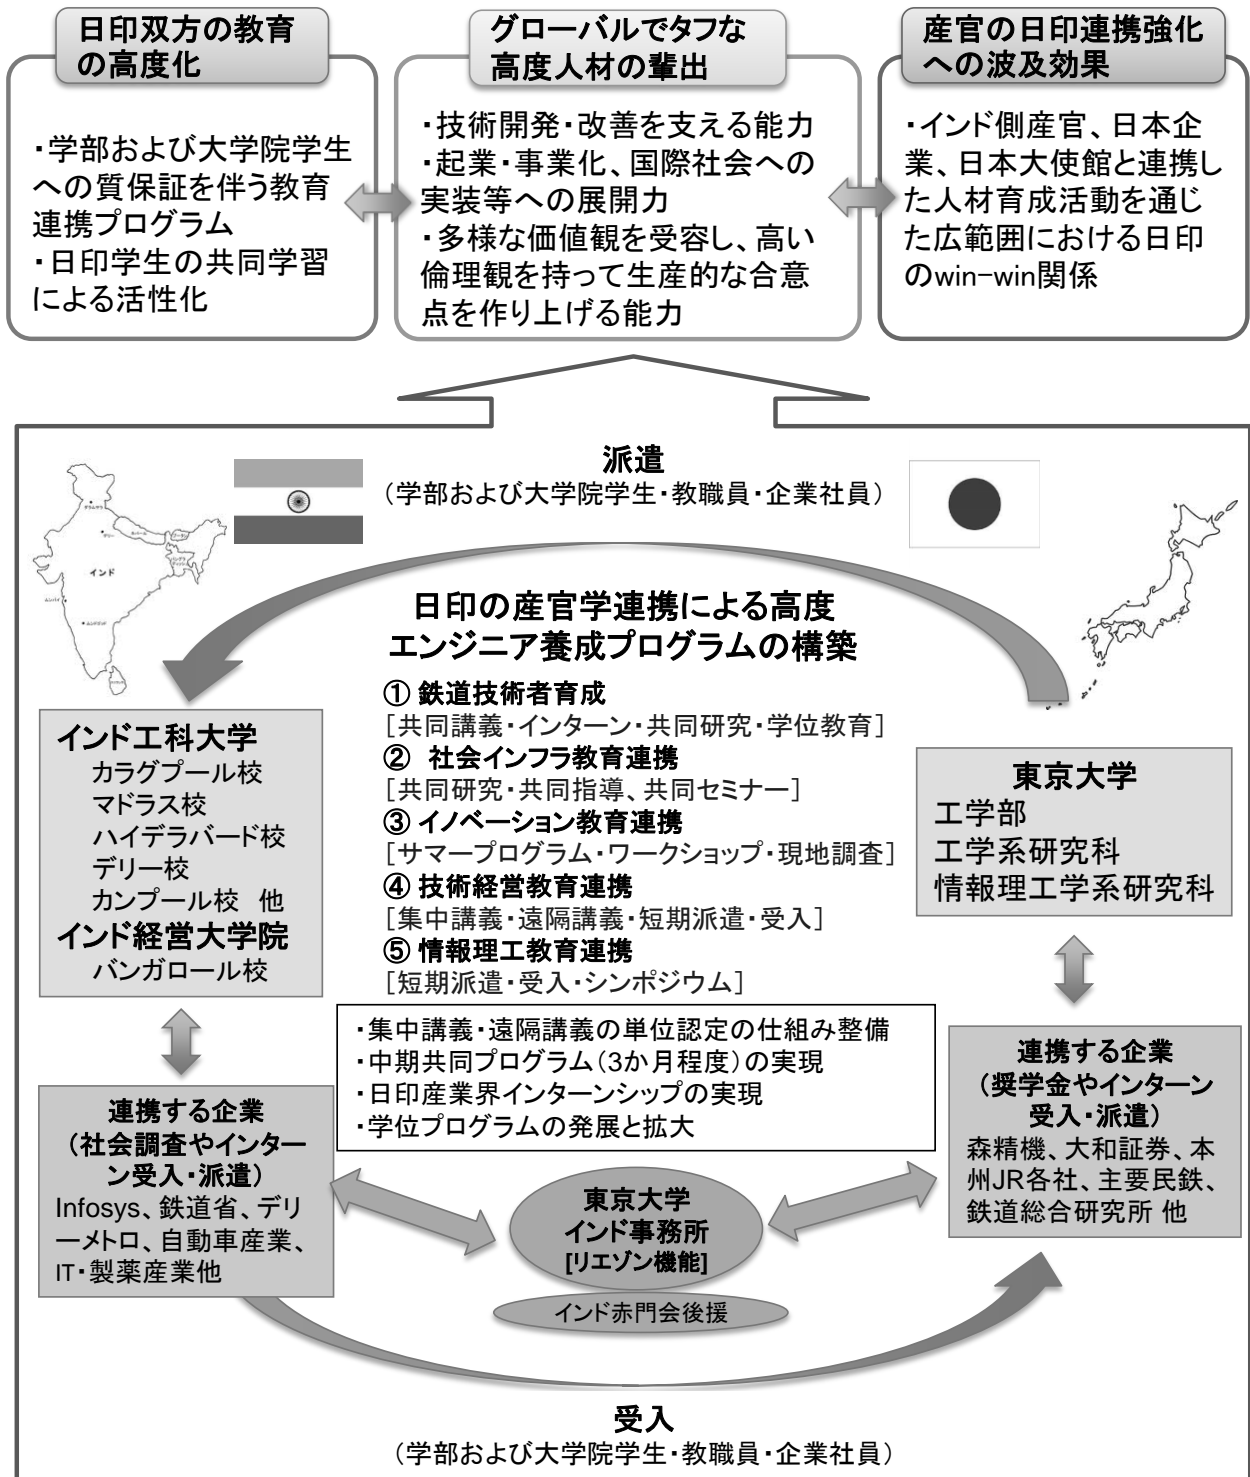 日印双方の教育
の高度化
・学部および大学院学生
への質保証を伴う教育
連携プログラム
・日印学生の共同学習
による活性化
グローバルでタフな
高度人材の輩出
・技術開発・改善を支える能力
・起業・事業化、国際社会への
実装等への展開力
・多様な価値観を受容し、高い
倫理観を持って生産的な合意
点を作り上げる能力
産官の日印連携強化
への波及効果
・インド側産官、日本企
業、日本大使館と連携し
た人材育成活動を通じ
た広範囲における日印
のwin-win関係
派遣
（学部および大学院学生・教職員・企業社員）
デリー
ネパール
インド
ムンバイ
日印の産官学連携による高度
エンジニア養成プログラムの構築
① 鉄道技術者育成
[共同講義・インターン・共同研究・学位教育]
② 社会インフラ教育連携
[共同研究・共同指導、共同セミナー]
③ イノベーション教育連携
[サマープログラム・ワークショップ・現地調査]
④ 技術経営教育連携
[集中講義・遠隔講義・短期派遣・受入]
⑤ 情報理工教育連携
[短期派遣・受入・シンポジウム]
インド工科大学
カラグプール校
マドラス校
ハイデラバード校
デリー校
カンプール校 他
インド経営大学院
バンガロール校
東京大学
工学部
工学系研究科
情報理工学系研究科
・集中講義・遠隔講義の単位認定の仕組み整備
・中期共同プログラム（3か月程度）の実現
・日印産業界インターンシップの実現
・学位プログラムの発展と拡大
連携する企業
（社会調査やインター
ン受入・派遣）
Infosys、鉄道省、デリ
ーメトロ、自動車産業、
IT・製薬産業他
連携する企業
（奨学金やインターン
受入・派遣）
森精機、大和証券、本
州JR各社、主要民鉄、
鉄道総合研究所 他
東京大学
インド事務所
[リエゾン機能]
インド赤門会後援
受入
（学部および大学院学生・教職員・企業社員）